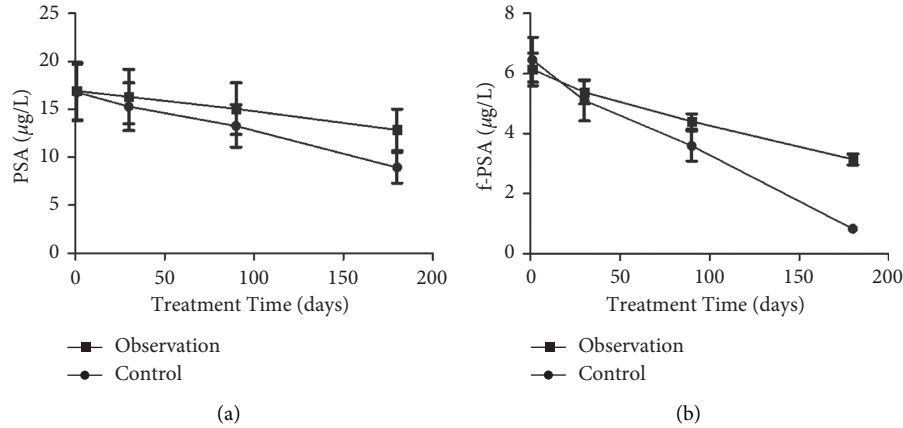 25
20
15
10
5
0
PSA (µg/L)
0 50 100 150 200
Treatment Time (days)
Observation
Control
(a)
8
6
4
2
0
f-PSA (µg/L)
0 50 100 150 200
Treatment Time (days)
Observation
Control
(b)